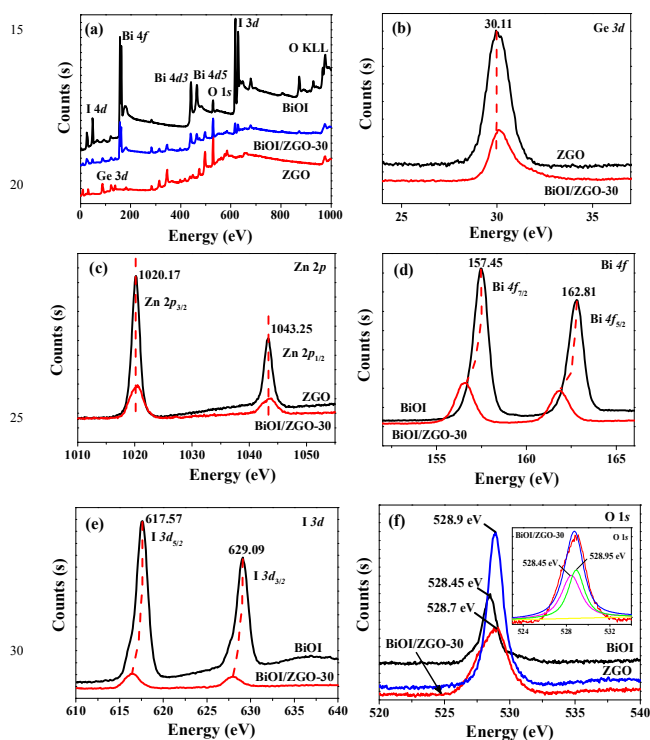 15
20
25
30
(a)
I 3d
Bi 4f
O KLL
Bi 4d3
Bi 4d5
O 1s
I 4d
BiOI
BiOI/ZGO-30
Ge 3d
ZGO
Counts (s)
0 200 400 600 800 1000
Energy (eV)
(b)
30.11
Ge 3d
ZGO
BiOI/ZGO-30
Counts (s)
25 30 35
Energy (eV)
(c)
1020.17
Zn 2p
Zn 2p3/2
1043.25
Zn 2p1/2
ZGO
BiOI/ZGO-30
Counts (s)
1010 1020 1030 1040 1050
Energy (eV)
(d)
157.45
Bi 4f
Bi 4f7/2
162.81
Bi 4f5/2
BiOI
BiOI/ZGO-30
Counts (s)
155 160 165
Energy (eV)
(e)
617.57
I 3d
I 3d5/2
629.09
I 3d3/2
BiOI
BiOI/ZGO-30
Counts (s)
610 615 620 625 630 635 640
Energy (eV)
(f)
O 1s
528.9 eV
528.45 eV
528.7 eV
BiOI/ZGO-30
BiOI
ZGO
BiOI/ZGO-30
O 1s
528.45 eV
528.95 eV
524 528 532
Counts (s)
520 525 530 535 540
Energy (eV)